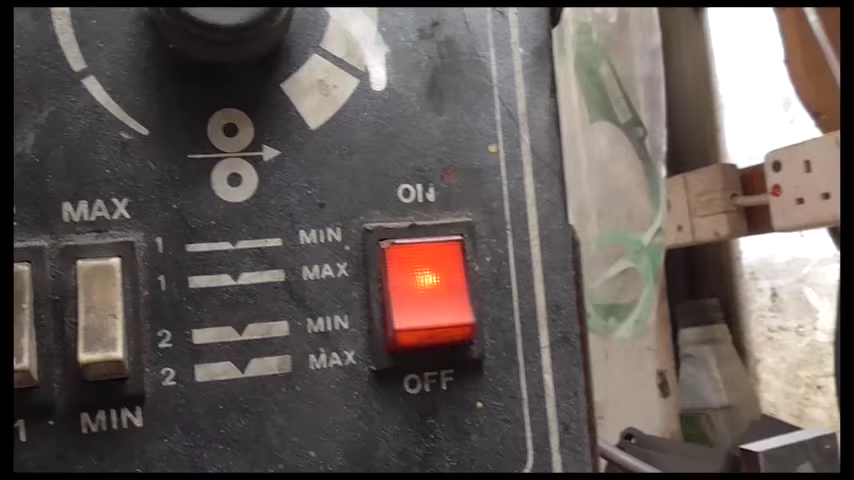 ON
MAX
1 MIN
1 MAX
2 MIN
2 MAX
OFF
MIN
1